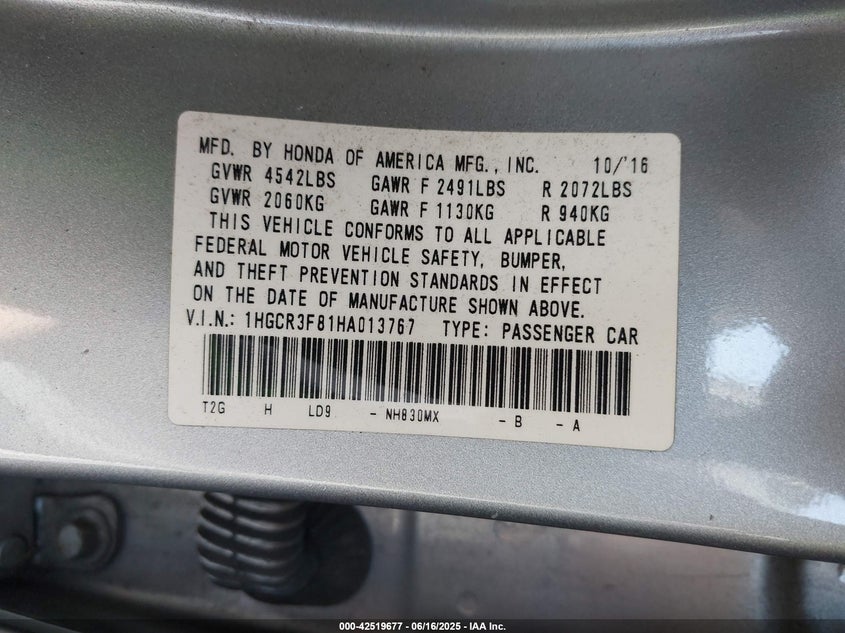 MFD. BY HONDA OF AMERICA MFG., INC. 10/'16
GVWR 4542LBS GAWR F 2491LBS R 2072LBS
GVWR 2060KG GAWR F 1130KG R 940KG
THIS VEHICLE CONFORMS TO ALL APPLICABLE
FEDERAL MOTOR VEHICLE SAFETY, BUMPER,
AND THEFT PREVENTION STANDARDS IN EFFECT
ON THE DATE OF MANUFACTURE SHOWN ABOVE.
V.I.N.: 1HGCR3F81HA013767 TYPE: PASSENGER CAR
T2G H LD9 - NH830MX - B - A
000-42519677 - 06/16/2025 - IAA Inc.